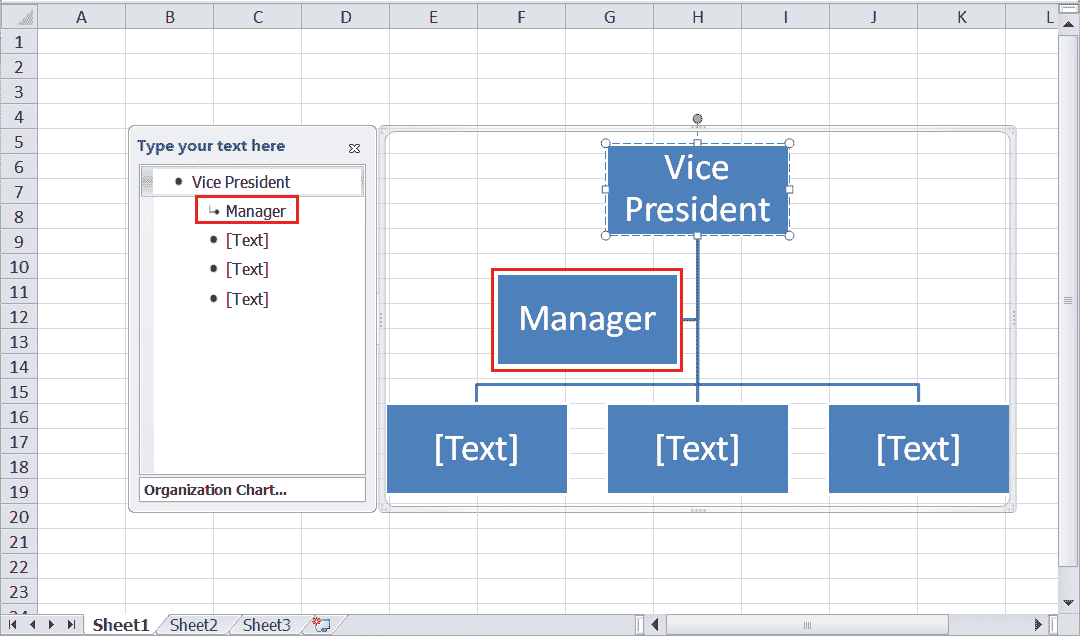 A B C D E F G H I J K L
1
2
3
4
5
6
7
8
9
10
11
12
13
14
15
16
17
18
19
20
21
22
23
24
Type your text here
Vice President
Manager
[Text]
[Text]
[Text]
Organization Chart...
Vice
President
Manager
[Text] [Text] [Text]
Sheet1 Sheet2 Sheet3